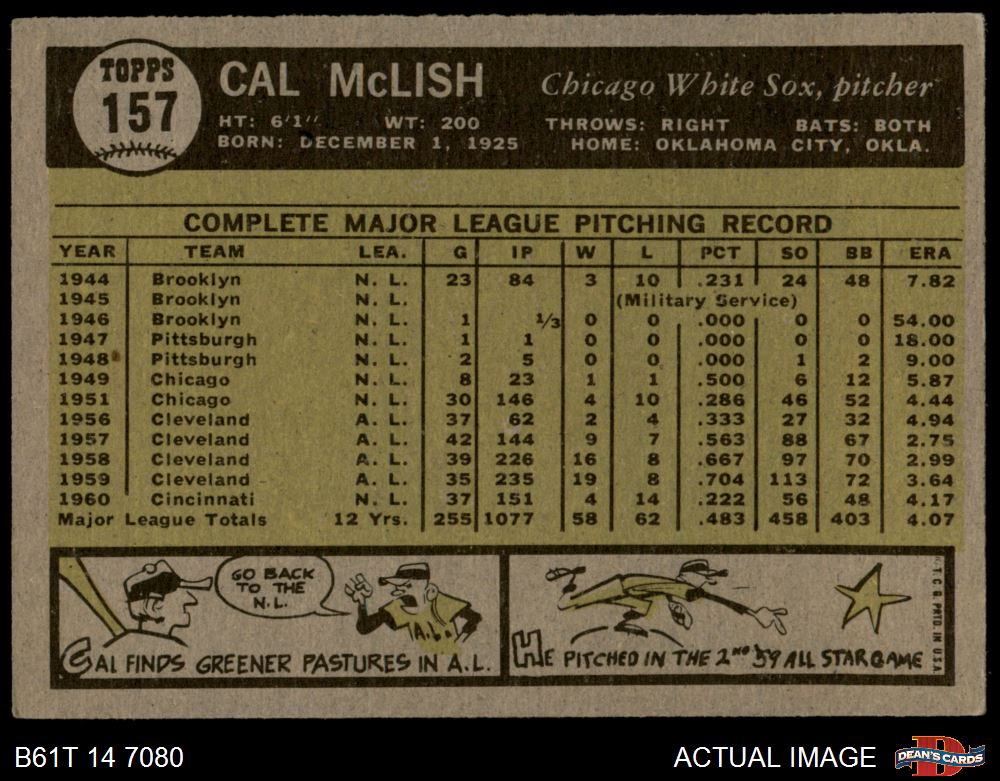 TOPPS
157
CAL McLISH
Chicago White Sox, pitcher
HT: 6'1" WT: 200 THROWS: RIGHT BATS: BOTH
BORN: DECEMBER 1, 1925 HOME: OKLAHOMA CITY, OKLA.
COMPLETE MAJOR LEAGUE PITCHING RECORD
YEAR TEAM LEA. G IP W L PCT SO BB ERA
1944 Brooklyn N. L. 23 84 3 10 .231 24 48 7.82
1945 Brooklyn N. L. (Military Service)
1946 Brooklyn N. L. 1 1/3 0 0 .000 0 0 54.00
1947 Pittsburgh N. L. 1 1 0 0 .000 0 0 18.00
1948 Pittsburgh N. L. 2 5 0 0 .000 1 2 9.00
1949 Chicago N. L. 8 23 1 1 .500 6 12 5.87
1951 Chicago N. L. 30 146 4 10 .286 46 52 4.44
1956 Cleveland A. L. 37 62 2 4 .333 27 32 4.94
1957 Cleveland A. L. 42 144 9 7 .563 88 67 2.75
1958 Cleveland A. L. 39 226 16 8 .667 97 70 2.99
1959 Cleveland A. L. 35 235 19 8 .704 113 72 3.64
1960 Cincinnati N. L. 37 151 4 14 .222 56 48 4.17
Major League Totals 12 Yrs. 255 1077 58 62 .483 458 403 4.07
GO BACK
TO THE
N.L.
A.L.
CAL FINDS GREENER PASTURES IN A.L.
HE PITCHED IN THE 2ND '59 ALL STAR GAME
T. C. G. PRTD. IN U.S.A.
B61T 14 7080
ACTUAL IMAGE
D
DEAN'S CARDS